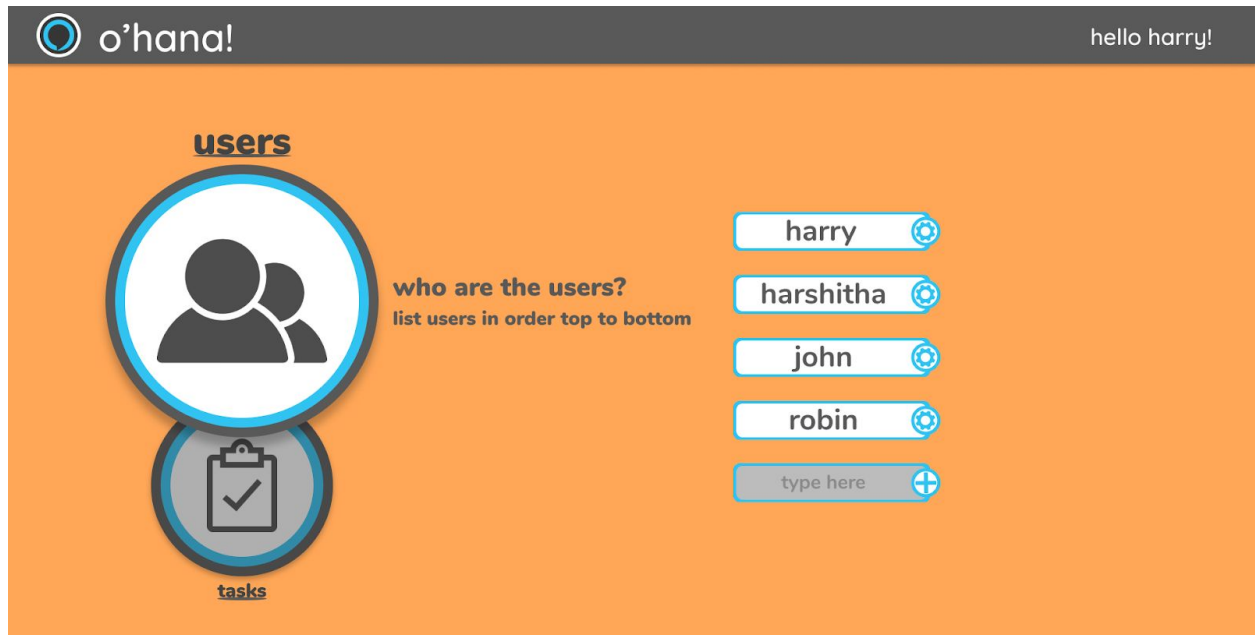 o’hana!
hello harry!
users
who are the users?
list users in order top to bottom
harry
harshitha
john
robin
type here
tasks